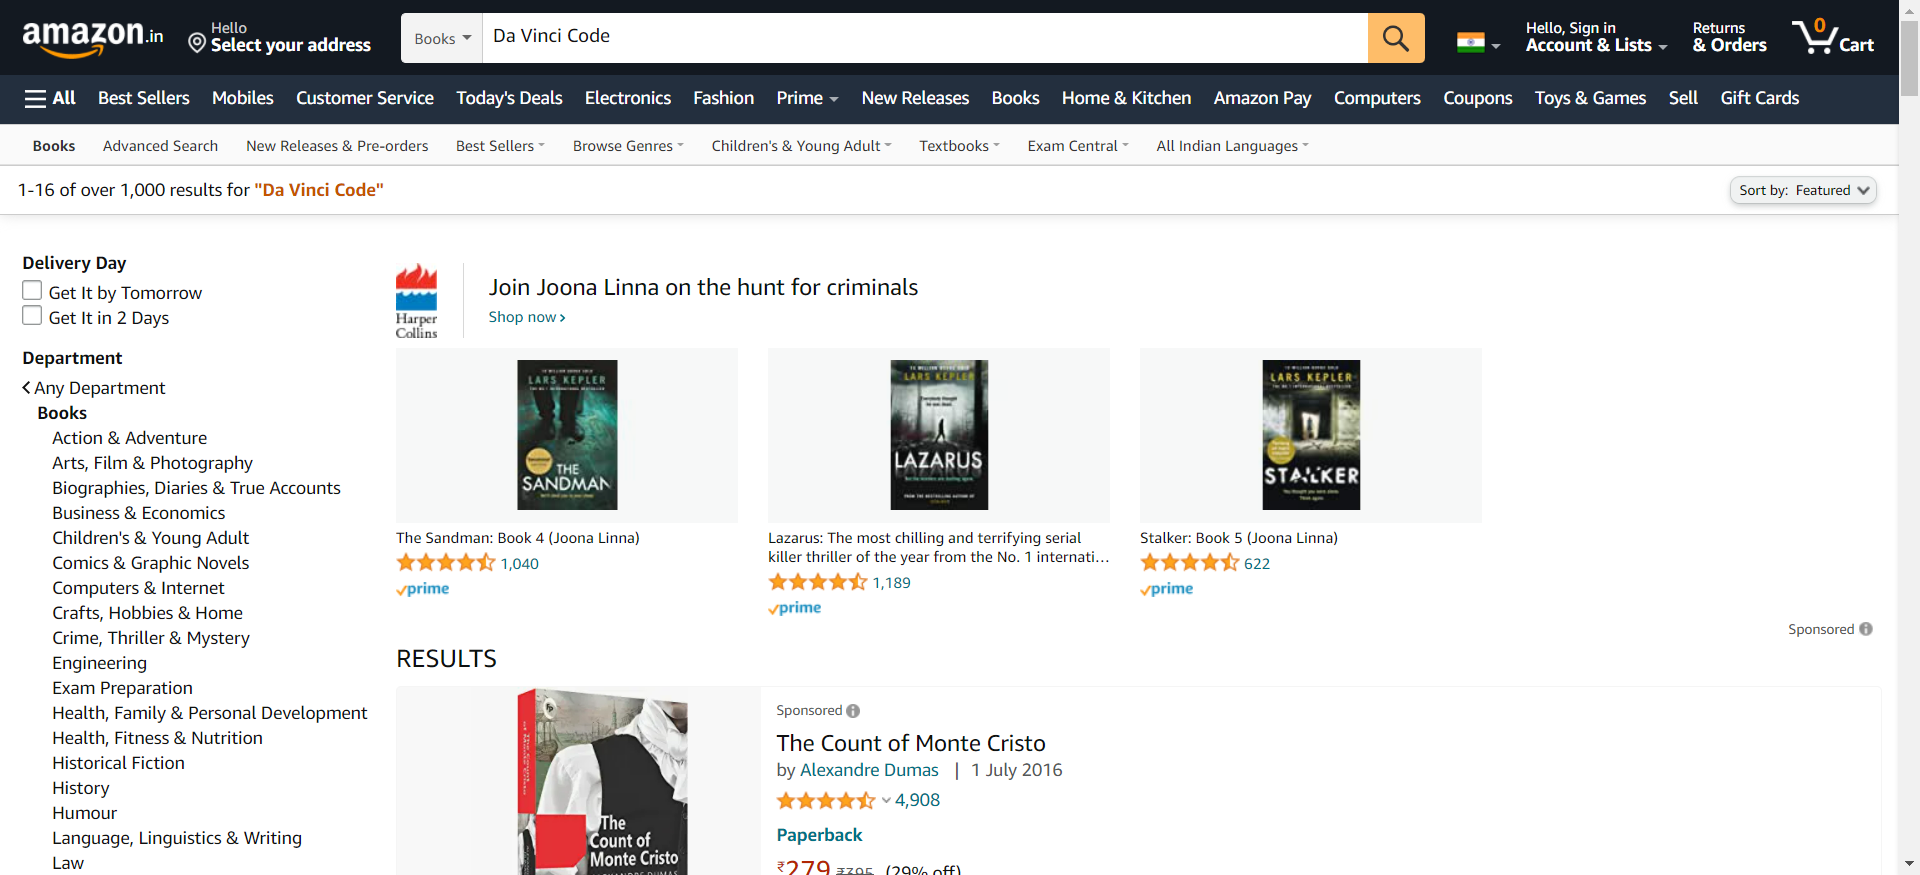 amazon.in
Hello
Select your address
Books
Da Vinci Code
Hello, Sign in
Account & Lists
Returns
& Orders
0
Cart
All
Best Sellers
Mobiles
Customer Service
Today's Deals
Electronics
Fashion
Prime
New Releases
Books
Home & Kitchen
Amazon Pay
Computers
Coupons
Toys & Games
Sell
Gift Cards
Books
Advanced Search
New Releases & Pre-orders
Best Sellers
Browse Genres
Children's & Young Adult
Textbooks
Exam Central
All Indian Languages
1-16 of over 1,000 results for "Da Vinci Code"
Sort by: Featured
Delivery Day
Get It by Tomorrow
Get It in 2 Days
Department
Any Department
Books
Action & Adventure
Arts, Film & Photography
Biographies, Diaries & True Accounts
Business & Economics
Children's & Young Adult
Comics & Graphic Novels
Computers & Internet
Crafts, Hobbies & Home
Crime, Thriller & Mystery
Engineering
Exam Preparation
Health, Family & Personal Development
Health, Fitness & Nutrition
Historical Fiction
History
Humour
Language, Linguistics & Writing
Law
Harper
Collins
Join Joona Linna on the hunt for criminals
Shop now
LARS KEPLER
THE
SANDMAN
The Sandman: Book 4 (Joona Linna)
1,040
prime
LARS KEPLER
Everybody thought
he was dead.
LAZARUS
Lazarus: The most chilling and terrifying serial
killer thriller of the year from the No. 1 internati...
1,189
prime
LARS KEPLER
STALKER
Stalker: Book 5 (Joona Linna)
622
prime
Sponsored
RESULTS
FP
The
Count of
Monte Cristo
Sponsored
The Count of Monte Cristo
by Alexandre Dumas | 1 July 2016
4,908
Paperback
₹279 ₹395 (29% off)